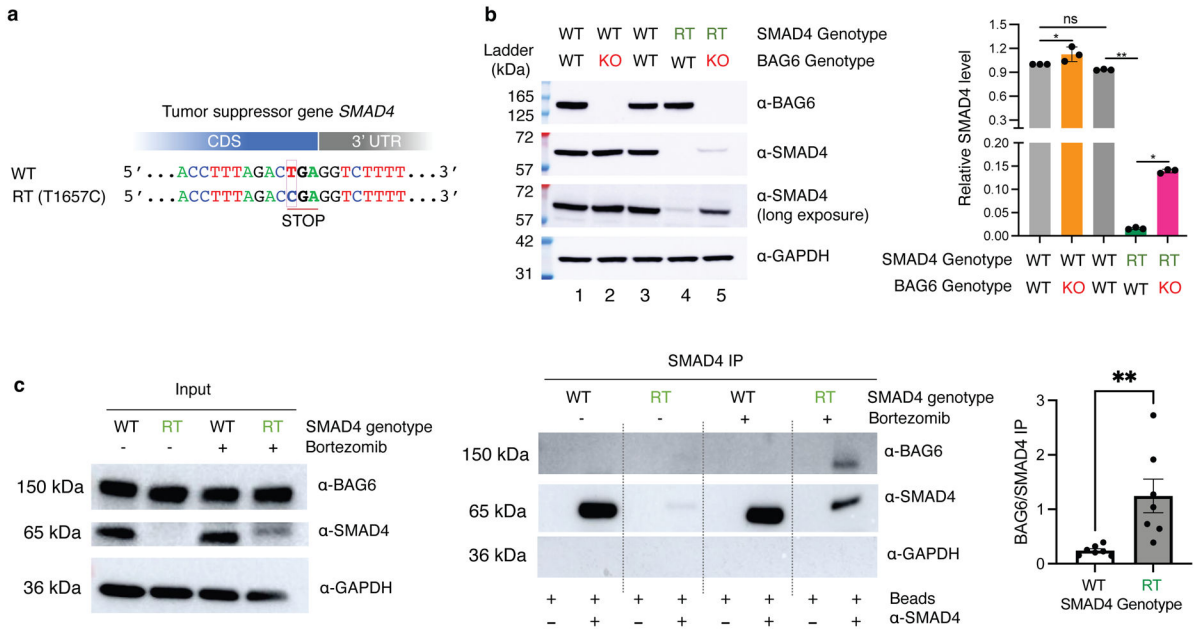 a
Tumor suppressor gene SMAD4
CDS
3’ UTR
WT 5’...ACCTTTAGACTGAGGTCTTTT...3’
RT (T1657C) 5’...ACCTTTAGACCGAGGTCTTTT...3’
STOP
b
WT WT WT RT RT SMAD4 Genotype
WT KO WT WT KO BAG6 Genotype
Ladder
(kDa)
165
125
α-BAG6
72
57
α-SMAD4
72
57
α-SMAD4
(long exposure)
42
31
α-GAPDH
1 2 3 4 5
Relative SMAD4 level
1.5
1.2
0.9
0.6
0.3
0.20
0.15
0.10
0.05
0.00
ns
*
**
*
SMAD4 Genotype WT WT WT RT RT
BAG6 Genotype WT KO WT WT KO
c
Input
WT RT WT RT SMAD4 genotype
- - + + Bortezomib
150 kDa α-BAG6
65 kDa α-SMAD4
36 kDa α-GAPDH
SMAD4 IP
WT RT WT RT SMAD4 genotype
- - + + Bortezomib
150 kDa α-BAG6
65 kDa α-SMAD4
36 kDa α-GAPDH
+ + + + + + + + Beads
– + – + – + – + α-SMAD4
BAG6/SMAD4 IP
3
2
1
0
**
WT RT
SMAD4 Genotype